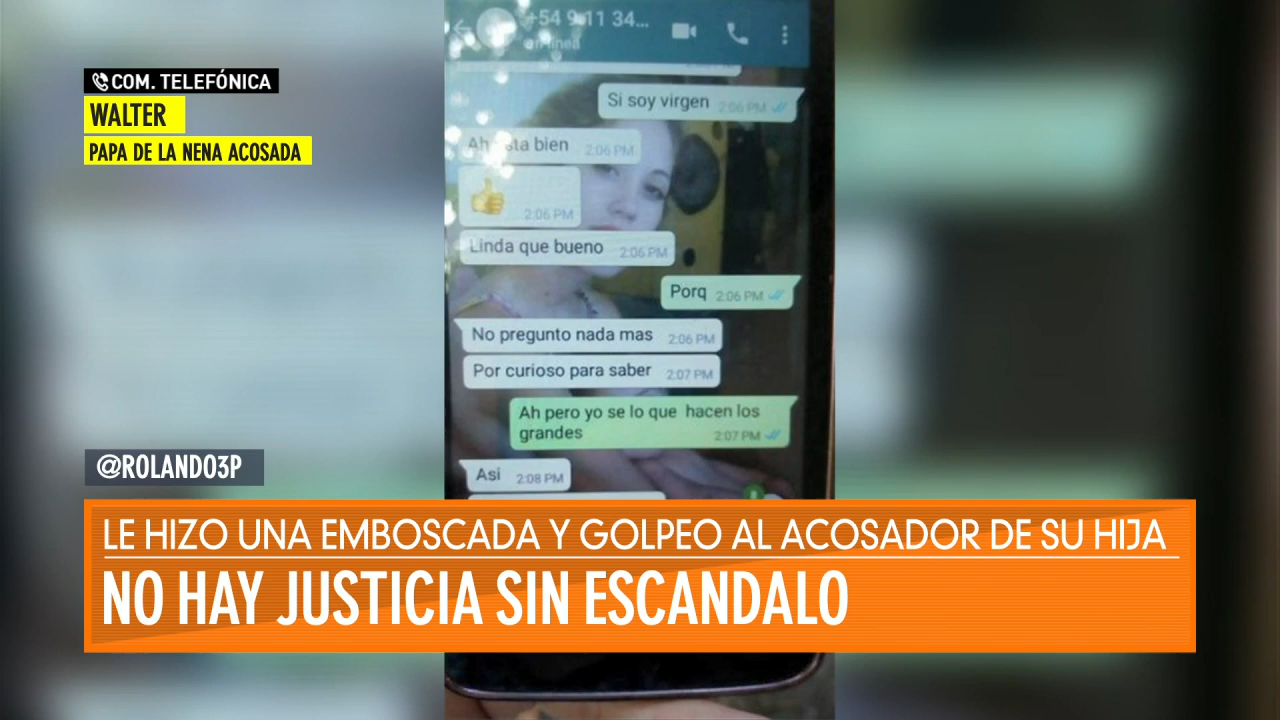 COM. TELEFÓNICA
WALTER
PAPA DE LA NENA ACOSADA
+54 9 11 34...
en línea
Si soy virgen 2:06 PM
Ah esta bien 2:06 PM
2:06 PM
Linda que bueno 2:06 PM
Porq 2:06 PM
No pregunto nada mas 2:06 PM
Por curioso para saber 2:07 PM
Ah pero yo se lo que hacen los
grandes 2:07 PM
Asi 2:08 PM
@ROLANDO3P
LE HIZO UNA EMBOSCADA Y GOLPEO AL ACOSADOR DE SU HIJA
NO HAY JUSTICIA SIN ESCANDALO